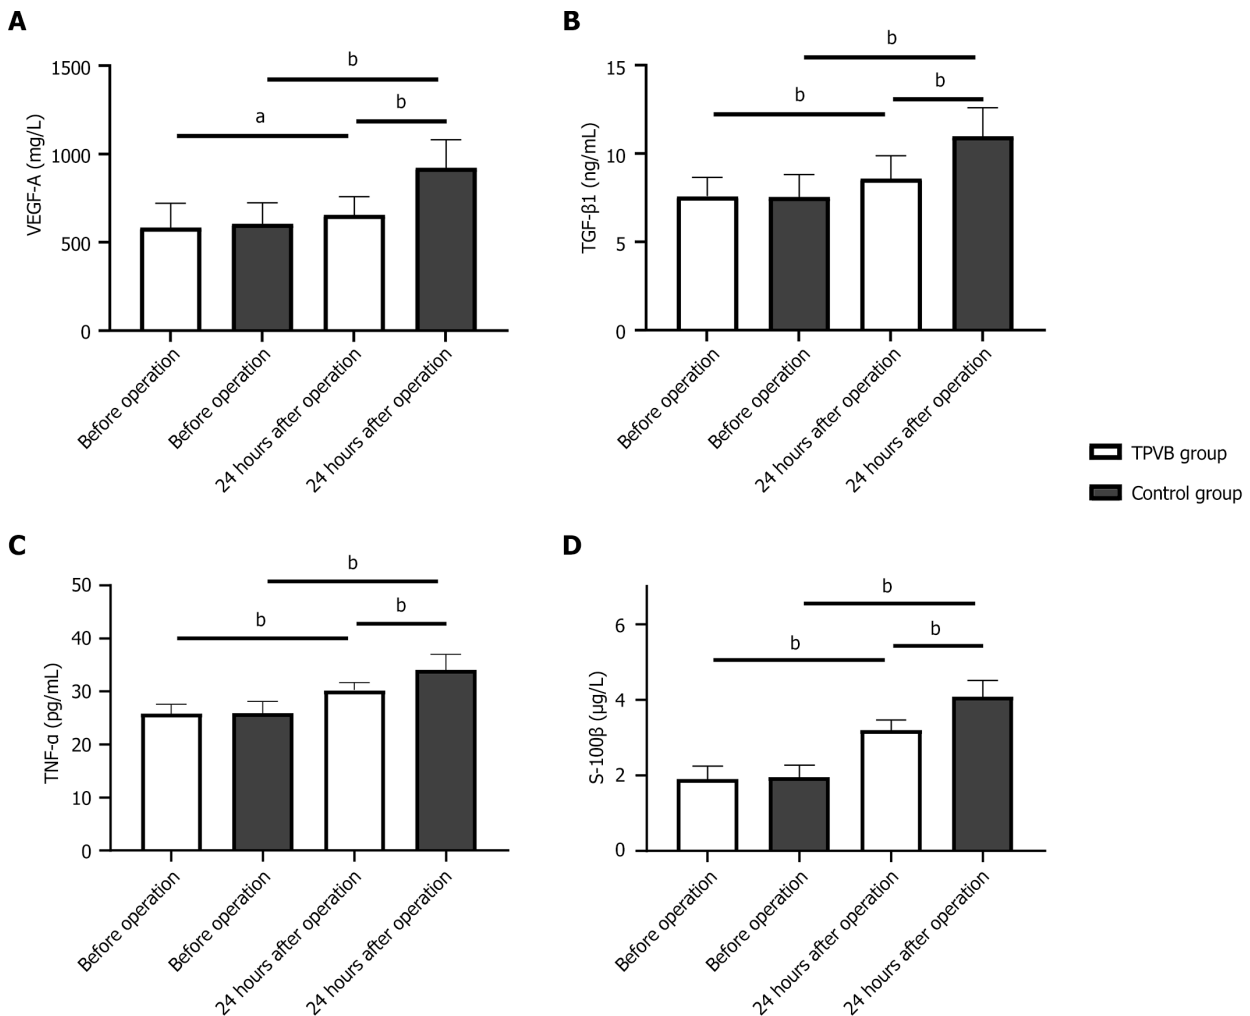 A
VEGF-A (mg/L)
1500
1000
500
0
b
a
b
Before operation
Before operation
24 hours after operation
24 hours after operation
B
TGF-β1 (ng/mL)
15
10
5
0
b
b
b
Before operation
Before operation
24 hours after operation
24 hours after operation
TPVB group
Control group
C
TNF-α (pg/mL)
50
40
30
20
10
0
b
b
b
Before operation
Before operation
24 hours after operation
24 hours after operation
D
S-100β (μg/L)
6
4
2
0
b
b
b
Before operation
Before operation
24 hours after operation
24 hours after operation